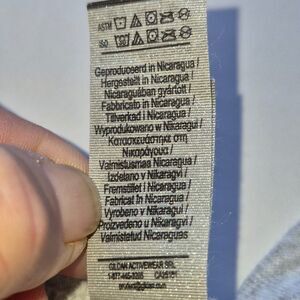 ASTM
ISO
Geproduceerd in Nicaragua /
Hergestellt in Nicaragua /
Nicaraguában gyártott /
Fabbricato in Nicaragua /
Tillverkad i Nicaragua /
Wyprodukowano w Nikaragui /
Κατασκευάστηκε στη
Νικαράγουα /
Valmistusmaa Nicaragua /
Izdelano v Nikaragvi /
Fremstillet i Nicaragua /
Fabricat în Nicaragua /
Vyrobeno v Nikaragui /
Proizvedeno u Nikaragvi /
Valmistatud Nicaraguas
GILDAN ACTIVEWEAR SRL